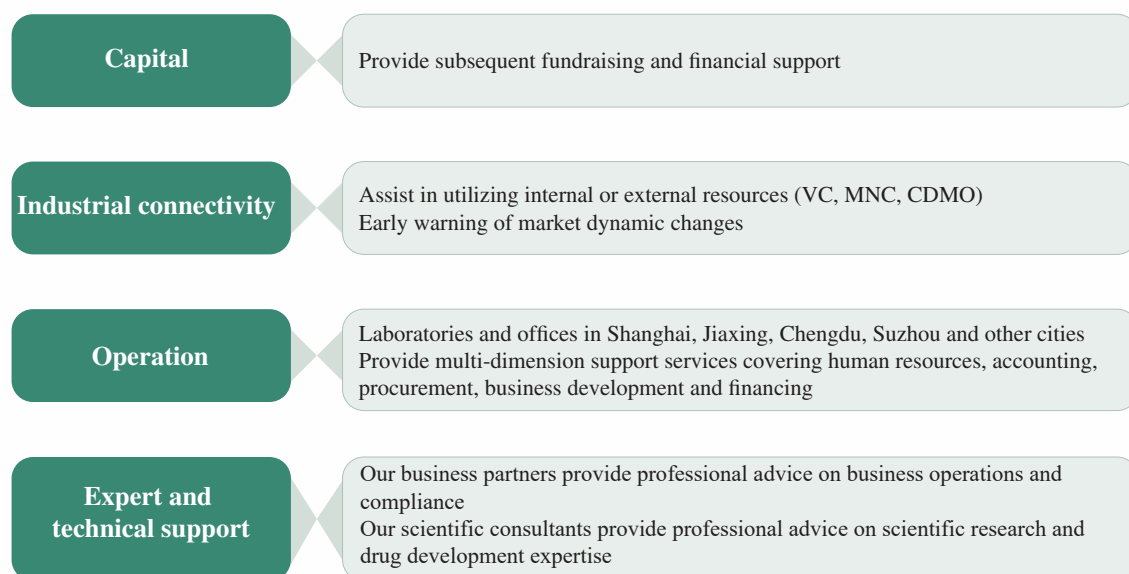 Capital
Provide subsequent fundraising and financial support
Industrial connectivity
Assist in utilizing internal or external resources (VC, MNC, CDMO)
Early warning of market dynamic changes
Operation
Laboratories and offices in Shanghai, Jiaxing, Chengdu, Suzhou and other cities
Provide multi-dimension support services covering human resources, accounting,
procurement, business development and financing
Expert and
technical support
Our business partners provide professional advice on business operations and
compliance
Our scientific consultants provide professional advice on scientific research and
drug development expertise